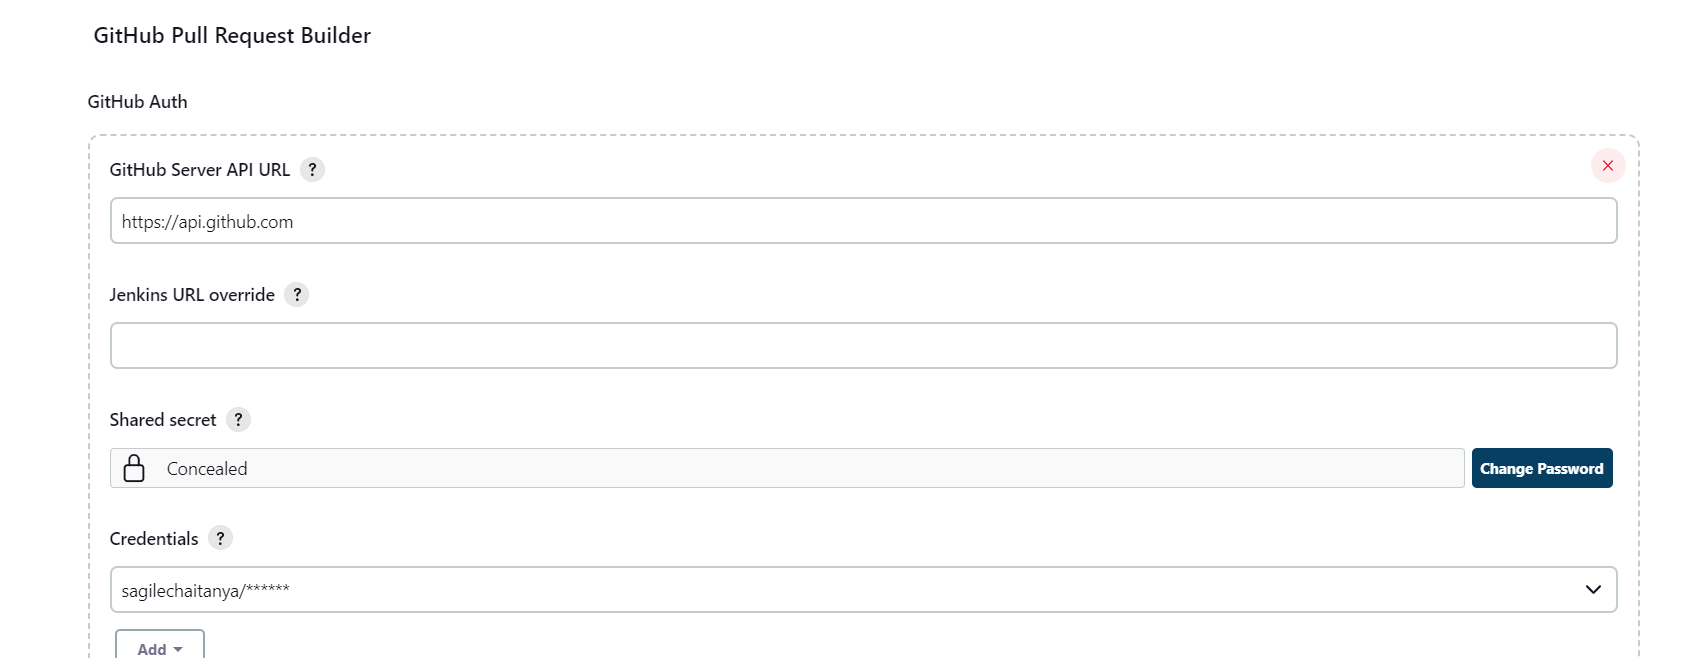 GitHub Pull Request Builder
GitHub Auth
GitHub Server API URL ?
https://api.github.com
Jenkins URL override ?
Shared secret ?
Concealed Change Password
Credentials ?
sagilechaitanya/******
Add